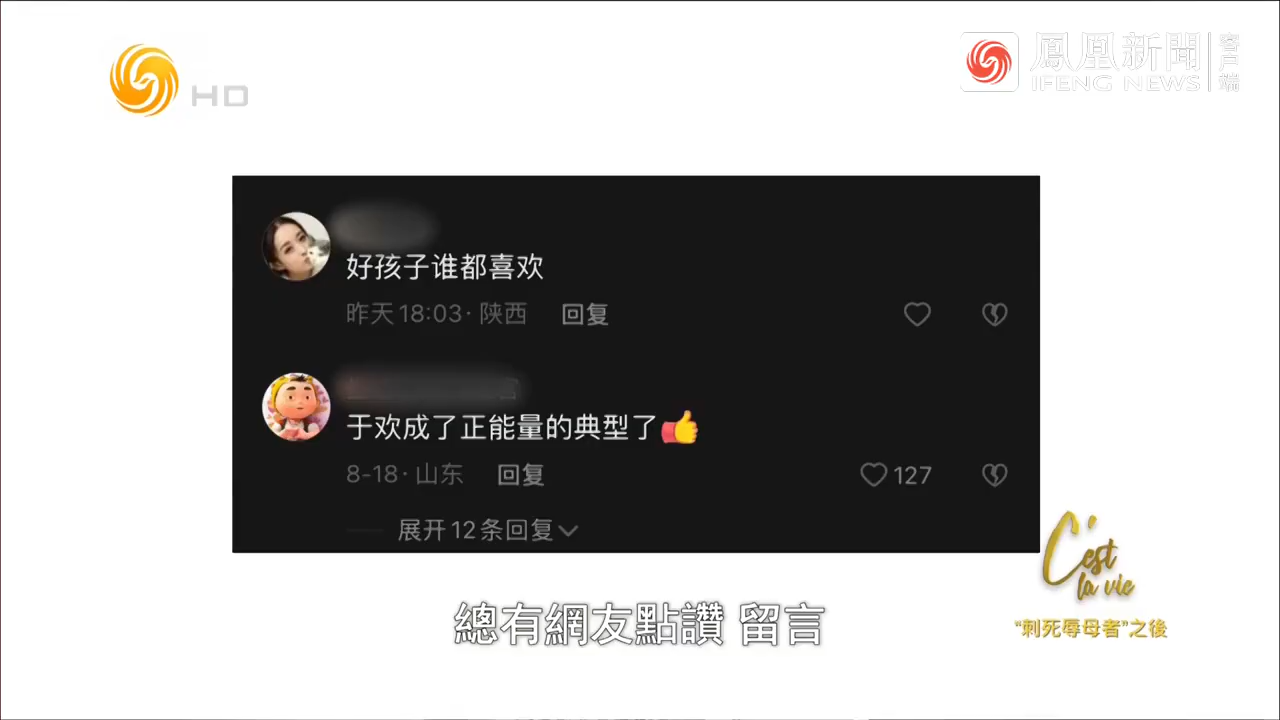 HD
鳳凰新聞
IFENG NEWS
客戶端
好孩子谁都喜欢
昨天18:03·陕西 回复
于欢成了正能量的典型了👍
8-18·山东 回复
127
展开12条回复
C'est
la vie
“刺死辱母者”之後
總有網友點讚 留言